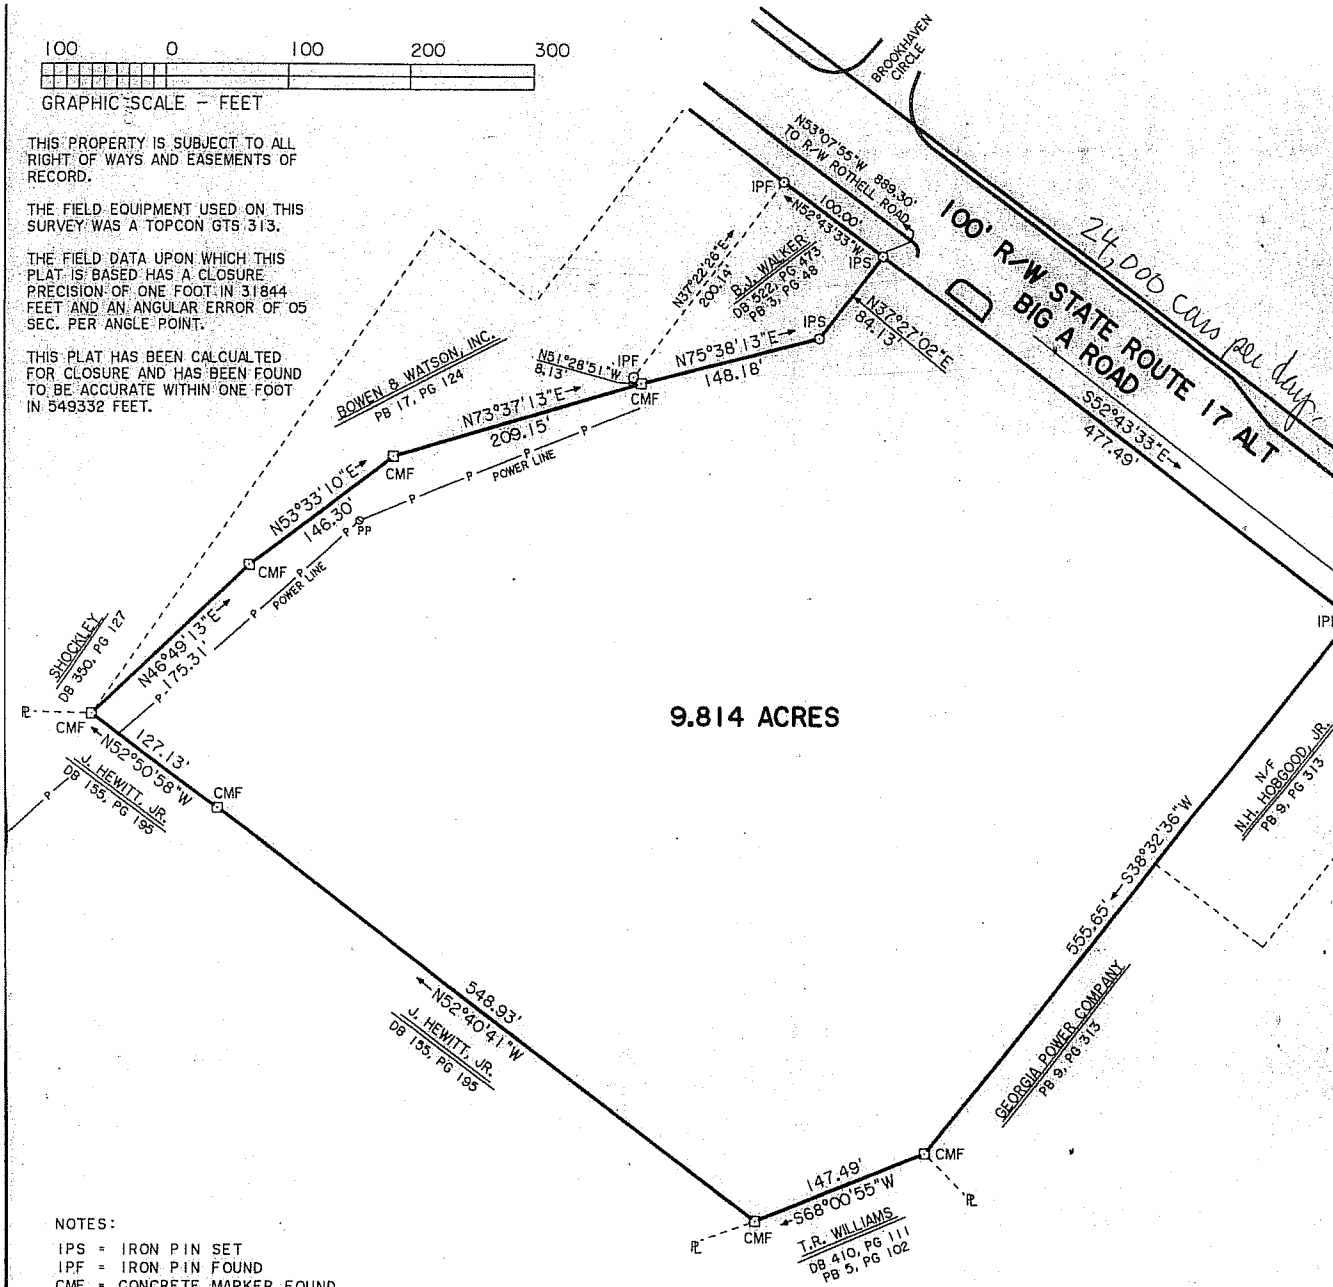 100 0 100 200 300
GRAPHIC SCALE - FEET
THIS PROPERTY IS SUBJECT TO ALL
RIGHT OF WAYS AND EASEMENTS OF
RECORD.
THE FIELD EQUIPMENT USED ON THIS
SURVEY WAS A TOPCON GTS 313.
THE FIELD DATA UPON WHICH THIS
PLAT IS BASED HAS A CLOSURE
PRECISION OF ONE FOOT IN 31844
FEET AND AN ANGULAR ERROR OF 05
SEC. PER ANGLE POINT.
THIS PLAT HAS BEEN CALCUALTED
FOR CLOSURE AND HAS BEEN FOUND
TO BE ACCURATE WITHIN ONE FOOT
IN 549332 FEET.
BROOKHAVEN
CIRCLE
N53°07'55"W 889.30'
TO R/W ROTHELL ROAD
IPF
100.00'
N52°43'33"W
IPS
100' R/W STATE ROUTE 17 ALT
BIG A ROAD
24,000 cars per day
N37°22'26"E
200.14'
B.J. WALKER
DB 522, PG 473
PB 3, PG 48
N37°27'02"E
84.13'
IPS
N75°38'13"E
148.18'
S52°43'33"E
477.49'
N51°28'51"W
8.13'
IPF
CMF
BOWEN & WATSON, INC.
PB 17, PG 124
N73°37'13"E
209.15'
P
P
P
P
POWER LINE
CMF
N53°33'10"E
146.30'
P
PP
CMF
P
P
POWER LINE
SHOCKLEY
DB 350, PG 127
N46°49'13"E
175.31'
P
PL
CMF
127.13'
N52°50'58"W
J. HEWITT, JR.
DB 155, PG 195
P
CMF
9.814 ACRES
IPF
N/F
N.H. HOBGOOD, JR.
PB 9, PG 313
S38°32'36"W
555.65'
GEORGIA POWER COMPANY
PB 9, PG 313
548.93'
N52°40'41"W
J. HEWITT, JR.
DB 155, PG 195
CMF
PL
147.49'
S68°00'55"W
T.R. WILLIAMS
DB 410, PG 111
PB 5, PG 102
CMF
PL
NOTES:
IPS = IRON PIN SET
IPF = IRON PIN FOUND
CMF = CONCRETE MARKER FOUND